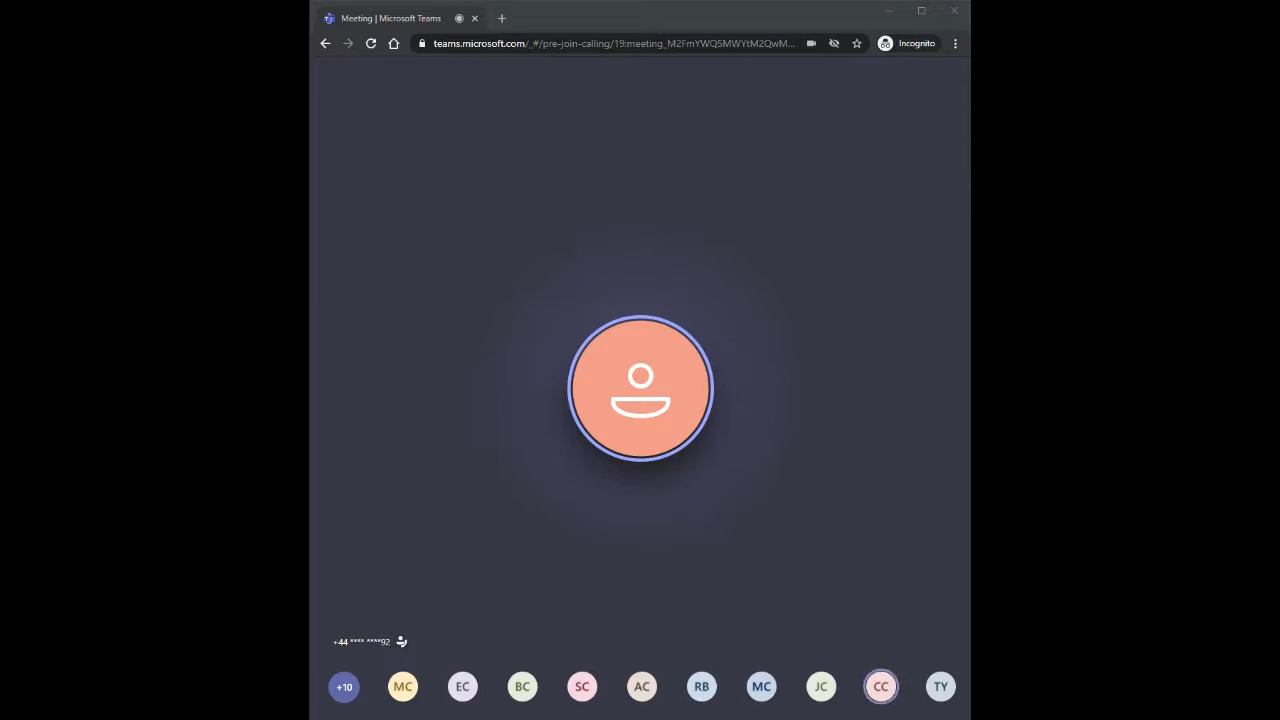 Meeting | Microsoft Teams
teams.microsoft.com/_#/pre-join-calling/19:meeting_M2FmYWQ5MWYtM2QwM...
Incognito
+44 **** ****92
+10 MC EC BC SC AC RB MC JC CC TY